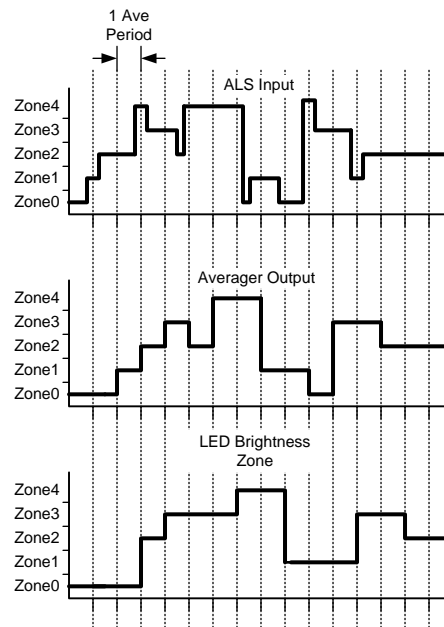 1 Ave
Period
ALS Input
Zone4
Zone3
Zone2
Zone1
Zone0
Averager Output
Zone4
Zone3
Zone2
Zone1
Zone0
LED Brightness
Zone
Zone4
Zone3
Zone2
Zone1
Zone0